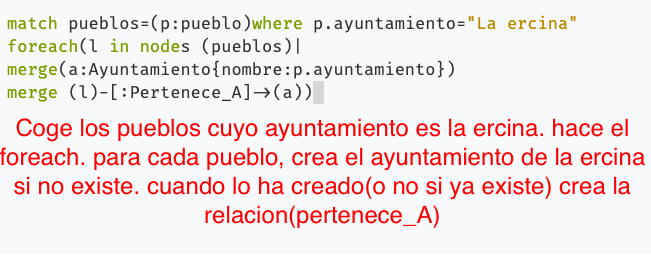 match pueblos=(p:pueblo)where p.ayuntamiento="La ercina"
foreach(l in nodes (pueblos)|
merge(a:Ayuntamiento{nombre:p.ayuntamiento})
merge (l)-[:Pertenece_A]->(a))
Coge los pueblos cuyo ayuntamiento es la ercina. hace el
foreach. para cada pueblo, crea el ayuntamiento de la ercina
si no existe. cuando lo ha creado(o no si ya existe) crea la
relacion(pertenece_A)